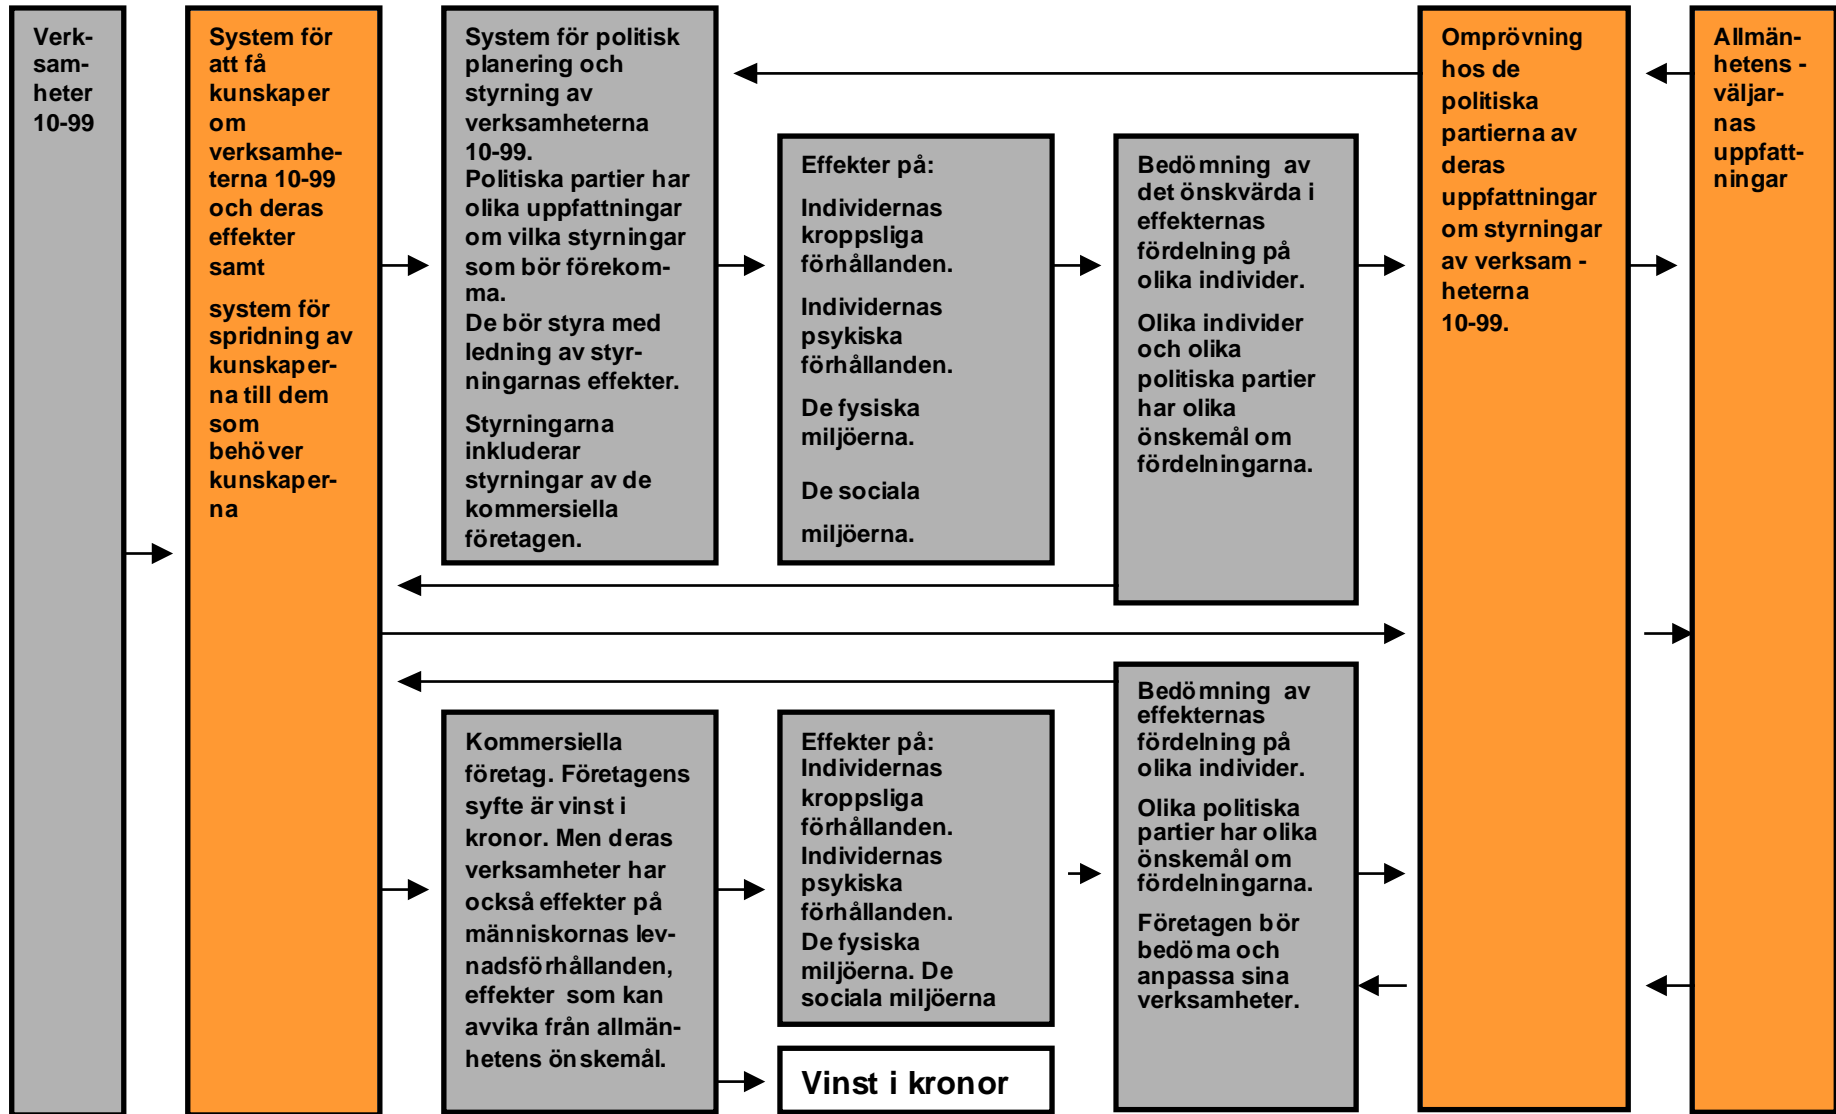 Verk-
sam-
heter
10-99
System för
att få
kunskaper
om
verksamhe-
terna 10-99
och deras
effekter
samt
system för
spridning av
kunskaper-
na till dem
som
behöver
kunskaper-
na
System för politisk
planering och
styrning av
verksamheterna
10-99.
Politiska partier har
olika uppfattningar
om vilka styrningar
som bör förekom-
ma.
De bör styra med
ledning av styr-
ningarnas effekter.
Styrningarna
inkluderar
styrningar av de
kommersiella
företagen.
Effekter på:
Individernas
kroppsliga
förhållanden.
Individernas
psykiska
förhållanden.
De fysiska
miljöerna.
De sociala
miljöerna.
Bedömning av
det önskvärda i
effekternas
fördelning på
olika individer.
Olika individer
och olika
politiska partier
har olika
önskemål om
fördelningarna.
Omprövning
hos de
politiska
partierna av
deras
uppfattningar
om styrningar
av verksam -
heterna
10-99.
Allmän-
hetens -
väljar-
nas
uppfatt-
ningar
Kommersiella
företag. Företagens
syfte är vinst i
kronor. Men deras
verksamheter har
också effekter på
människornas lev-
nadsförhållanden,
effekter som kan
avvika från allmän-
hetens önskemål.
Effekter på:
Individernas
kroppsliga
förhållanden.
Individernas
psykiska
förhållanden.
De fysiska
miljöerna. De
sociala miljöerna
Vinst i kronor
Bedömning av
effekternas
fördelning på
olika individer.
Olika politiska
partier har olika
önskemål om
fördelningarna.
Företagen bör
bedöma och
anpassa sina
verksamheter.